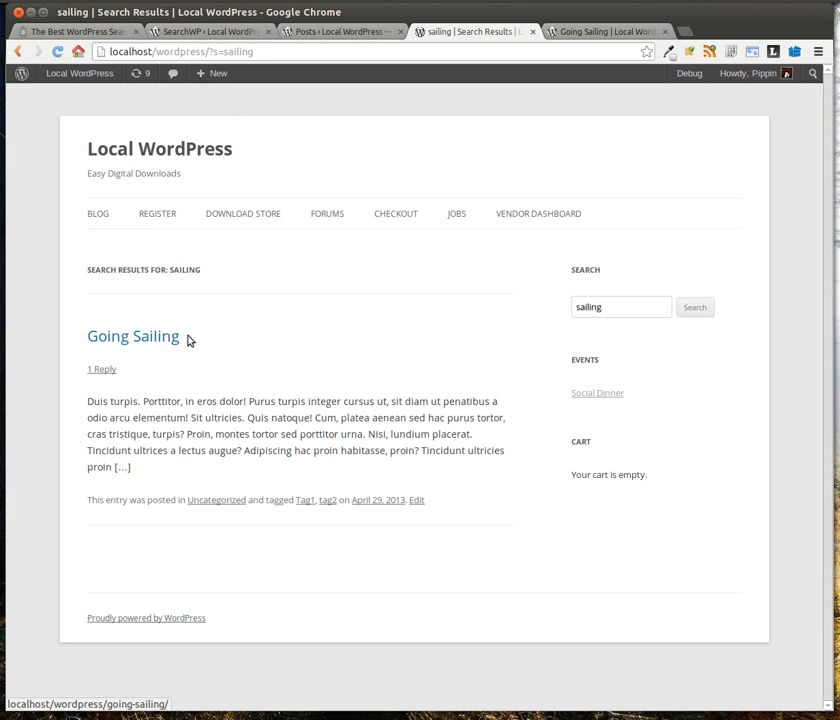 sailing | Search Results | Local WordPress - Google Chrome
The Best WordPress Sear
SearchWP ‹ Local WordPr
Posts ‹ Local WordPress —
sailing | Search Results | L
Going Sailing | Local Word
localhost/wordpress/?s=sailing
Local WordPress
9
New
Debug
Howdy, Pippin
Local WordPress
Easy Digital Downloads
BLOG
REGISTER
DOWNLOAD STORE
FORUMS
CHECKOUT
JOBS
VENDOR DASHBOARD
SEARCH RESULTS FOR: SAILING
Going Sailing
1 Reply
Duis turpis. Porttitor, in eros dolor! Purus turpis integer cursus ut, sit diam ut penatibus a
odio arcu elementum! Sit ultricies. Quis natoque! Cum, platea aenean sed hac purus tortor,
cras tristique, turpis? Proin, montes tortor sed porttitor urna. Nisi, lundium placerat.
Tincidunt ultrices a lectus augue? Adipiscing hac proin habitasse, proin? Tincidunt ultricies
proin […]
This entry was posted in Uncategorized and tagged Tag1, tag2 on April 29, 2013. Edit
SEARCH
sailing
Search
EVENTS
Social Dinner
CART
Your cart is empty.
Proudly powered by WordPress
localhost/wordpress/going-sailing/